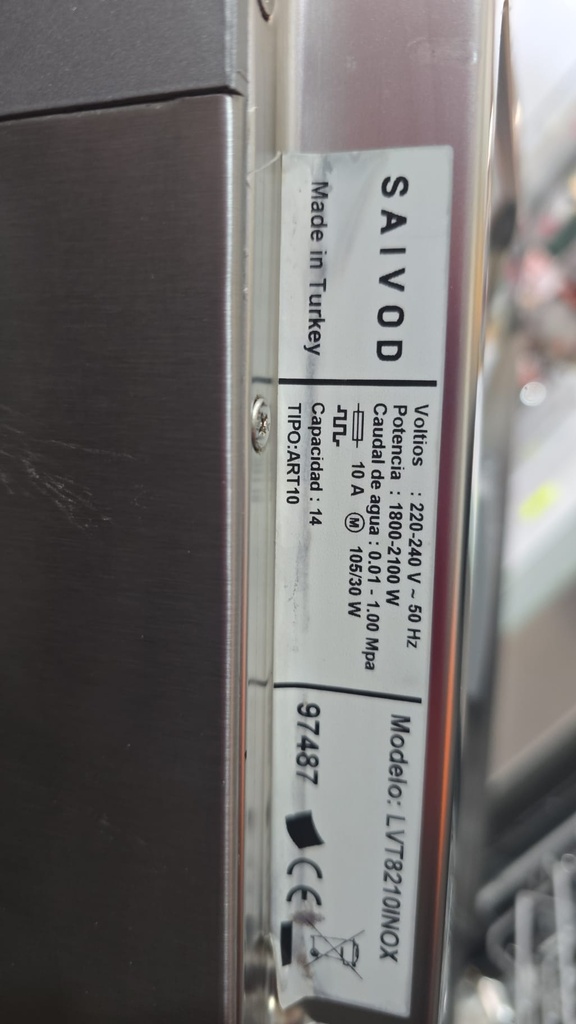 SAIVOD
Made in Turkey
Voltios : 220-240 V ~ 50 Hz
Potencia : 1800-2100 W
Caudal de agua : 0.01 - 1.00 Mpa
10 A M 105/30 W
Capacidad : 14
TIPO:ART10
Modelo: LVT8210INOX
97487
CE